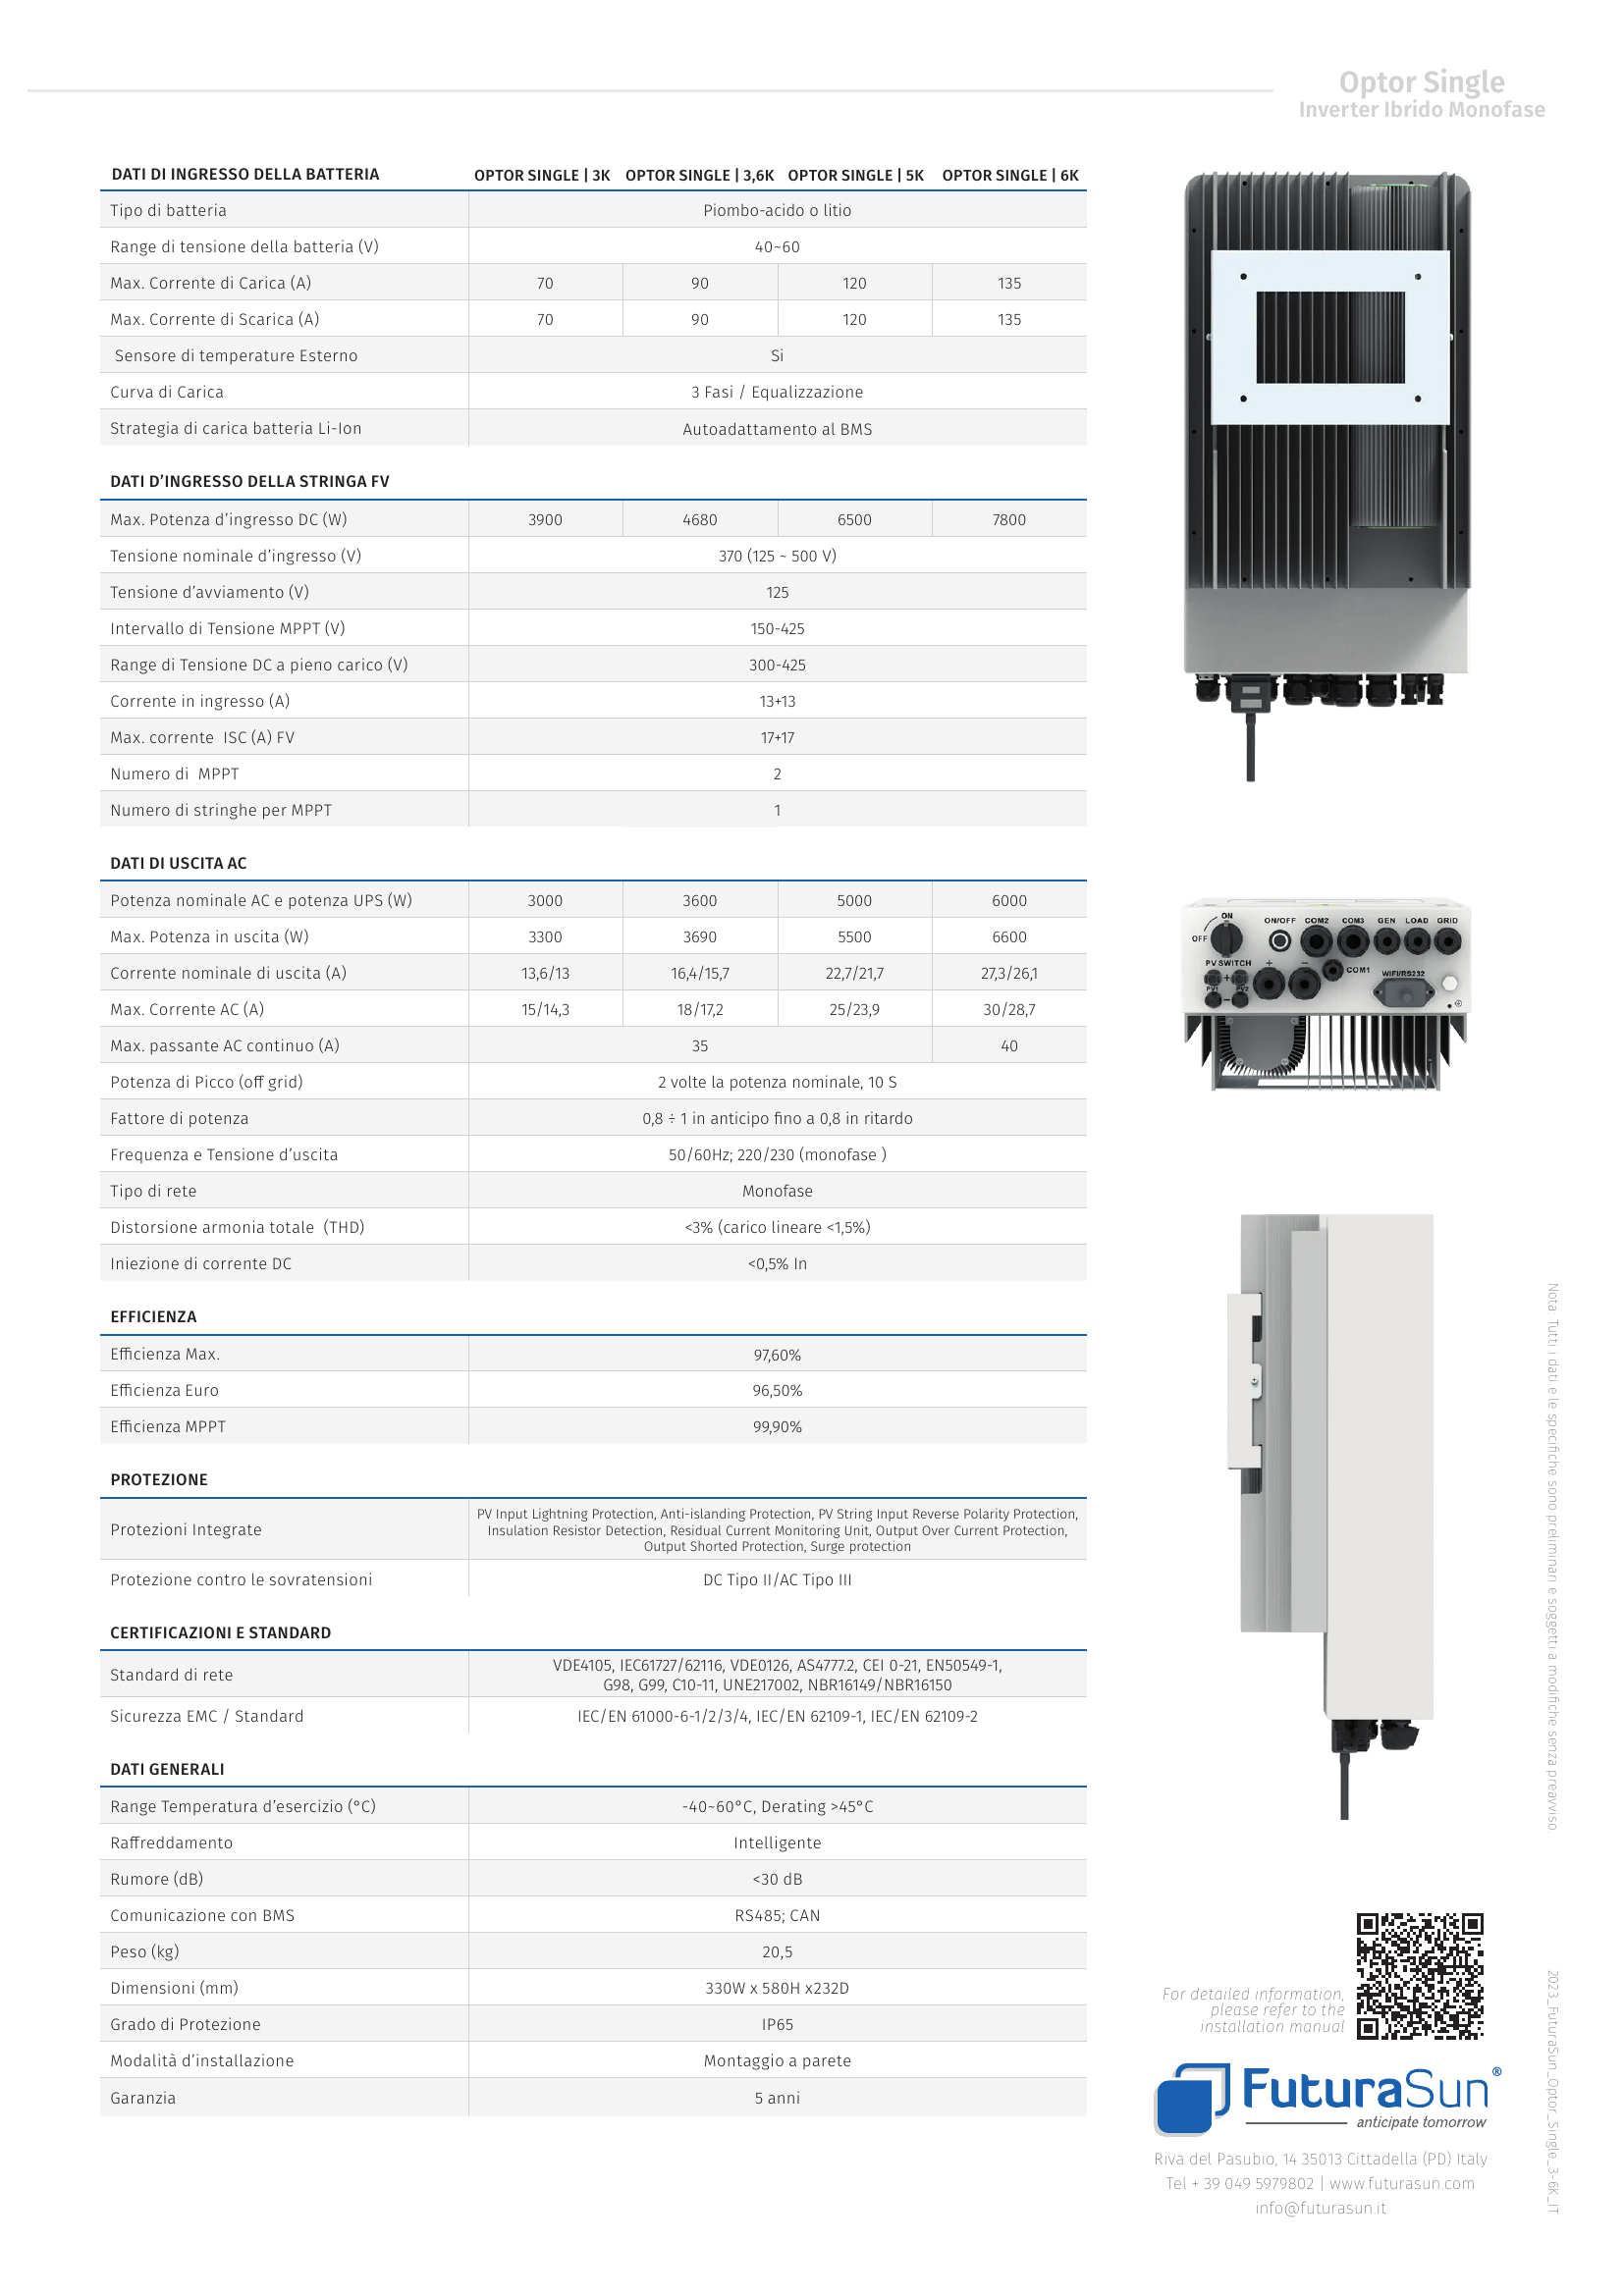 Optor Single
Inverter Ibrido Monofase
DATI DI INGRESSO DELLA BATTERIA OPTOR SINGLE | 3K OPTOR SINGLE | 3,6K OPTOR SINGLE | 5K OPTOR SINGLE | 6K
Tipo di batteria Piombo-acido o litio
Range di tensione della batteria (V) 40~60
Max. Corrente di Carica (A) 70 90 120 135
Max. Corrente di Scarica (A) 70 90 120 135
Sensore di temperature Esterno Si
Curva di Carica 3 Fasi / Equalizzazione
Strategia di carica batteria Li-Ion Autoadattamento al BMS
DATI D'INGRESSO DELLA STRINGA FV
Max. Potenza d'ingresso DC (W) 3900 4680 6500 7800
Tensione nominale d'ingresso (V) 370 (125 ~ 500 V)
Tensione d'avviamento (V) 125
Intervallo di Tensione MPPT (V) 150-425
Range di Tensione DC a pieno carico (V) 300-425
Corrente in ingresso (A) 13+13
Max. corrente ISC (A) FV 17+17
Numero di MPPT 2
Numero di stringhe per MPPT 1
DATI DI USCITA AC
Potenza nominale AC e potenza UPS (W) 3000 3600 5000 6000
Max. Potenza in uscita (W) 3300 3690 5500 6600
Corrente nominale di uscita (A) 13,6/13 16,4/15,7 22,7/21,7 27,3/26,1
Max. Corrente AC (A) 15/14,3 18/17,2 25/23,9 30/28,7
Max. passante AC continuo (A) 35 40
Potenza di Picco (off grid) 2 volte la potenza nominale, 10 S
Fattore di potenza 0,8 ÷ 1 in anticipo fino a 0,8 in ritardo
Frequenza e Tensione d'uscita 50/60Hz; 220/230 (monofase )
Tipo di rete Monofase
Distorsione armonia totale (THD) <3% (carico lineare <1,5%)
Iniezione di corrente DC <0,5% In
EFFICIENZA
Efficienza Max. 97,60%
Efficienza Euro 96,50%
Efficienza MPPT 99,90%
PROTEZIONE
Protezioni Integrate PV Input Lightning Protection, Anti-islanding Protection, PV String Input Reverse Polarity Protection,
Insulation Resistor Detection, Residual Current Monitoring Unit, Output Over Current Protection,
Output Shorted Protection, Surge protection
Protezione contro le sovratensioni DC Tipo II/AC Tipo III
CERTIFICAZIONI E STANDARD
Standard di rete VDE4105, IEC61727/62116, VDE0126, AS4777.2, CEI 0-21, EN50549-1,
G98, G99, C10-11, UNE217002, NBR16149/NBR16150
Sicurezza EMC / Standard IEC/EN 61000-6-1/2/3/4, IEC/EN 62109-1, IEC/EN 62109-2
DATI GENERALI
Range Temperatura d'esercizio (°C) -40~60°C, Derating >45°C
Raffreddamento Intelligente
Rumore (dB) <30 dB
Comunicazione con BMS RS485; CAN
Peso (kg) 20,5
Dimensioni (mm) 330W x 580H x232D
Grado di Protezione IP65
Modalità d'installazione Montaggio a parete
Garanzia 5 anni
ON
OFF
ON/OFF COM2 COM3 GEN LOAD GRID
PV SWITCH + − COM1 WIFI/RS232
+
PV1 PV2
−
Nota Tutti i dati e le specifiche sono preliminari e soggetti a modifiche senza preavviso
For detailed information,
please refer to the
installation manual
FuturaSun®
anticipate tomorrow
Riva del Pasubio, 14 35013 Cittadella (PD) Italy
Tel + 39 049 5979802 | www.futurasun.com
info@futurasun.it
2023_FuturaSun_Optor_Single_3-6K_IT